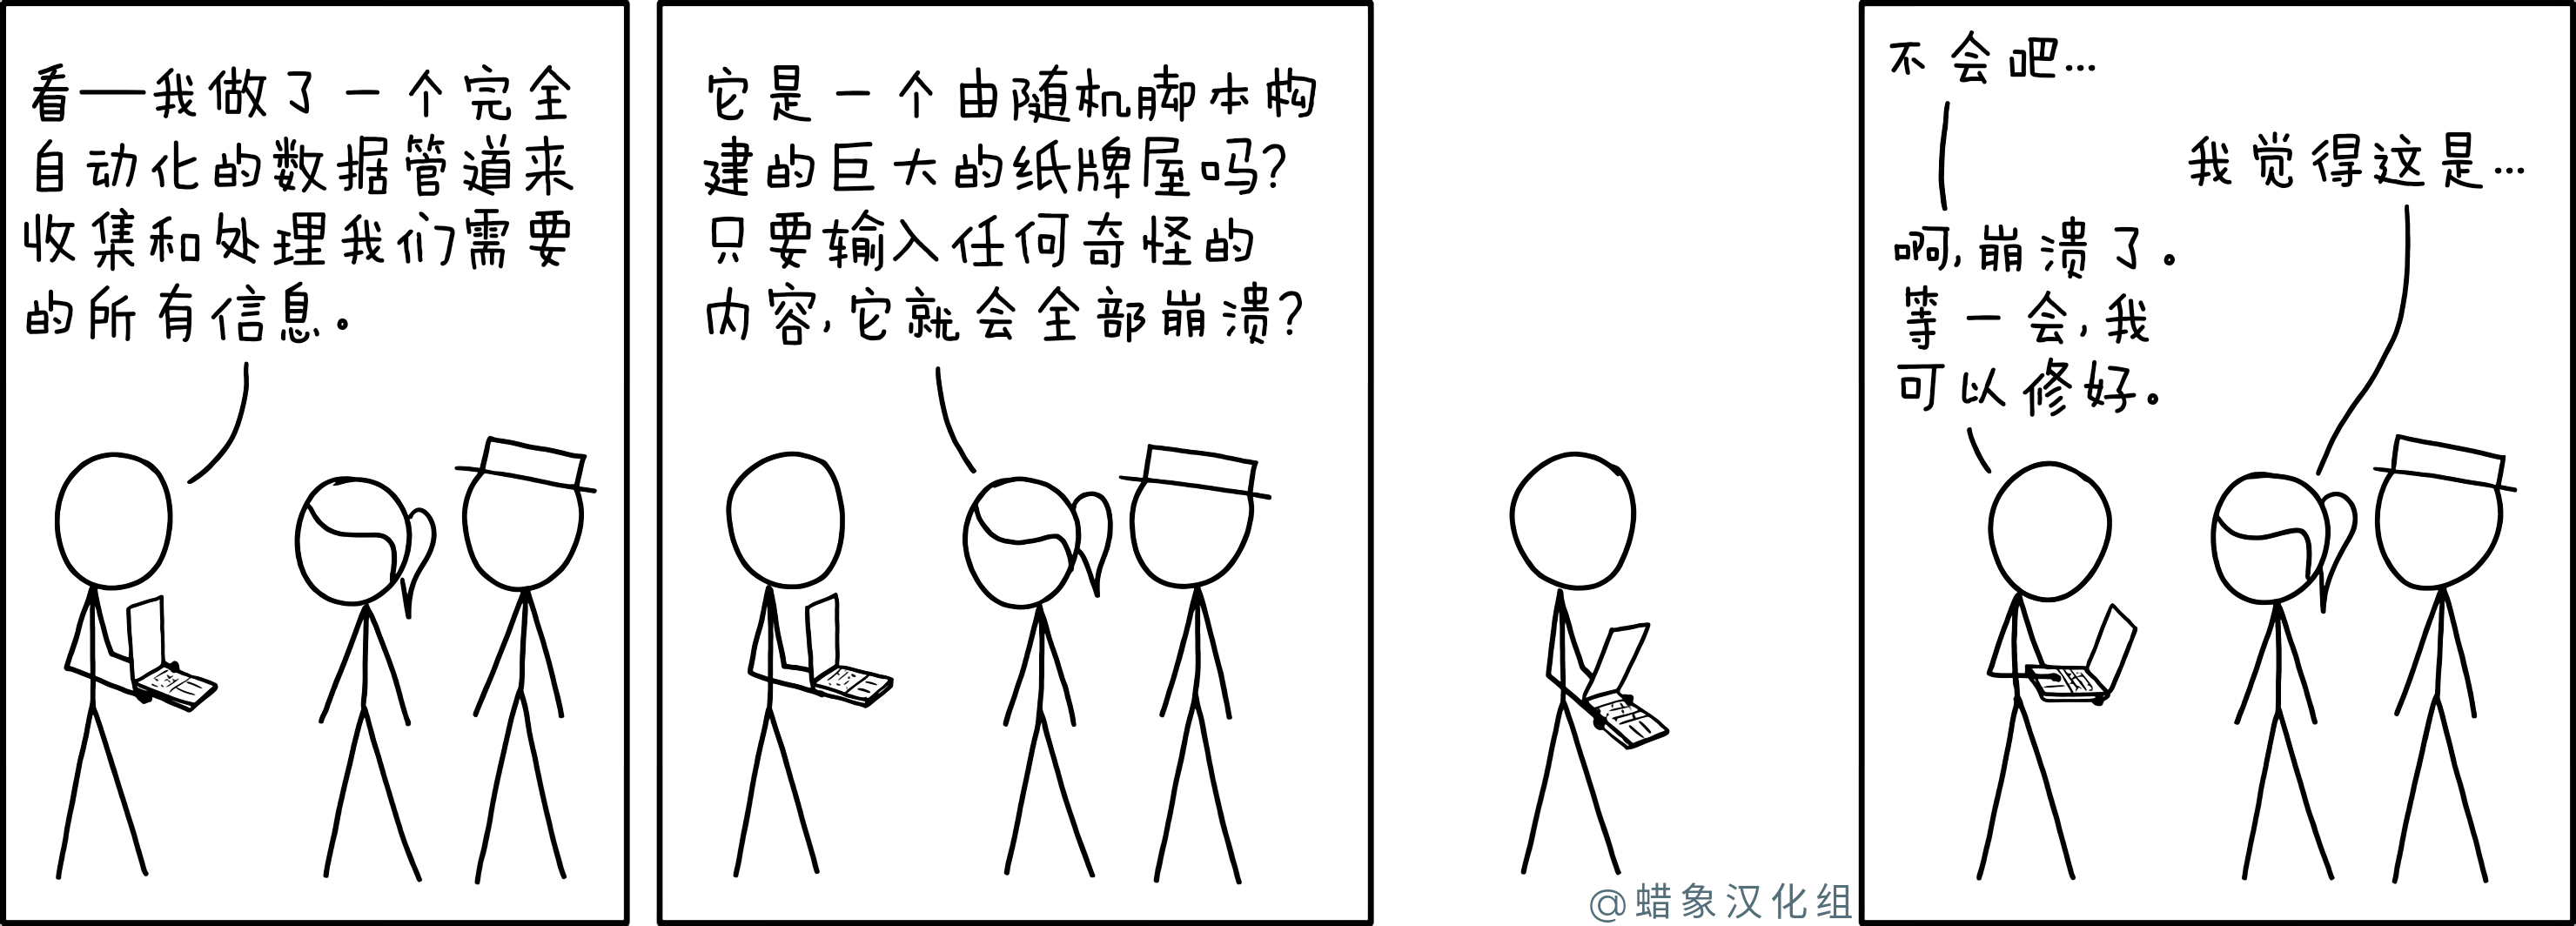 看——我做了一个完全
自动化的数据管道来
收集和处理我们需要
的所有信息。
它是一个由随机脚本构
建的巨大的纸牌屋吗?
只要输入任何奇怪的
内容,它就会全部崩溃?
不会吧...
我觉得这是...
啊,崩溃了。
等一会,我
可以修好。
@蜡象汉化组